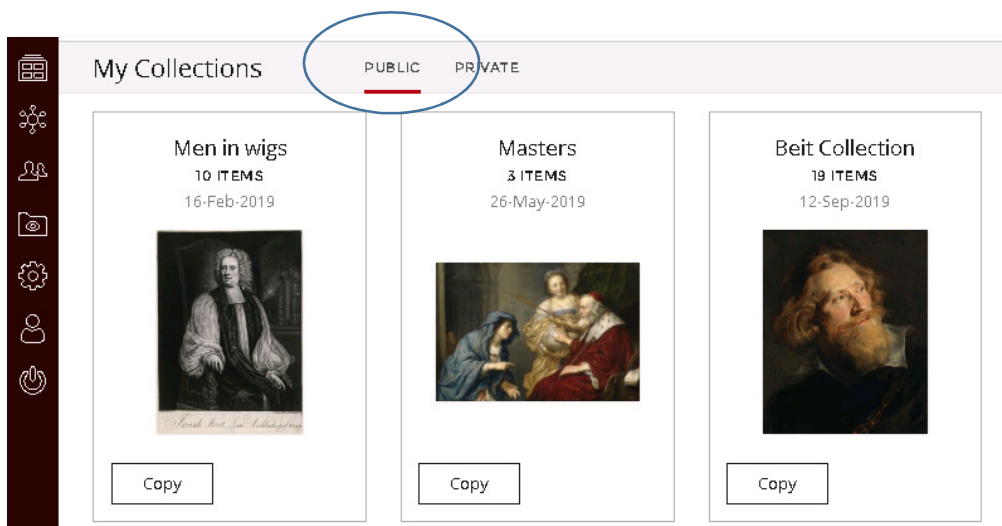 My Collections PUBLIC PRIVATE
Men in wigs
10 ITEMS
16-Feb-2019
Copy
Masters
3 ITEMS
26-May-2019
Copy
Beit Collection
19 ITEMS
12-Sep-2019
Copy